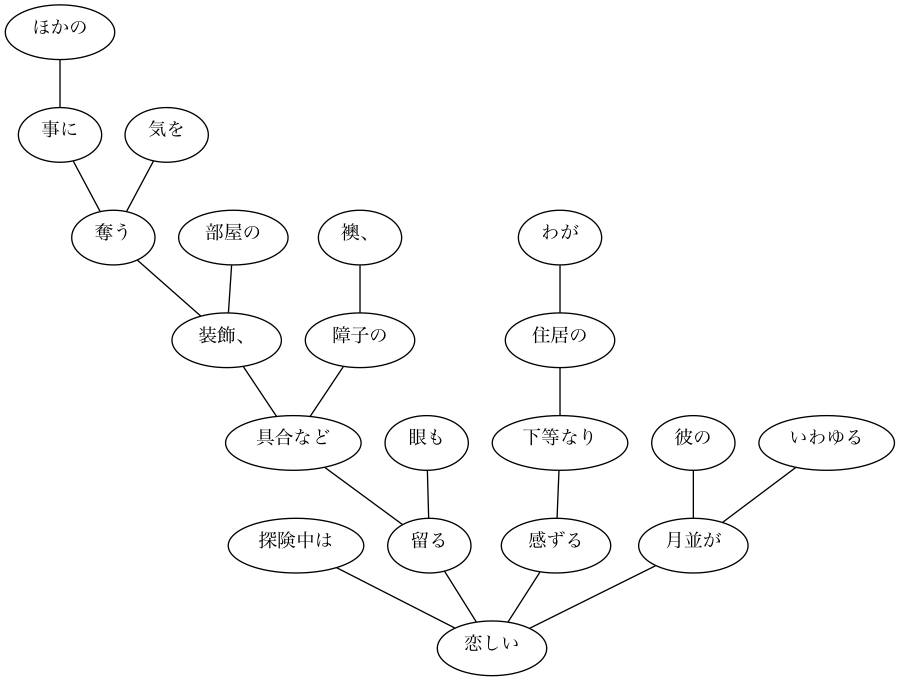 ほかの
事に
気を
奪う
部屋の
襖、
わが
装飾、
障子の
住居の
具合など
眼も
下等なり
彼の
いわゆる
探険中は
留る
感ずる
月並が
恋しい